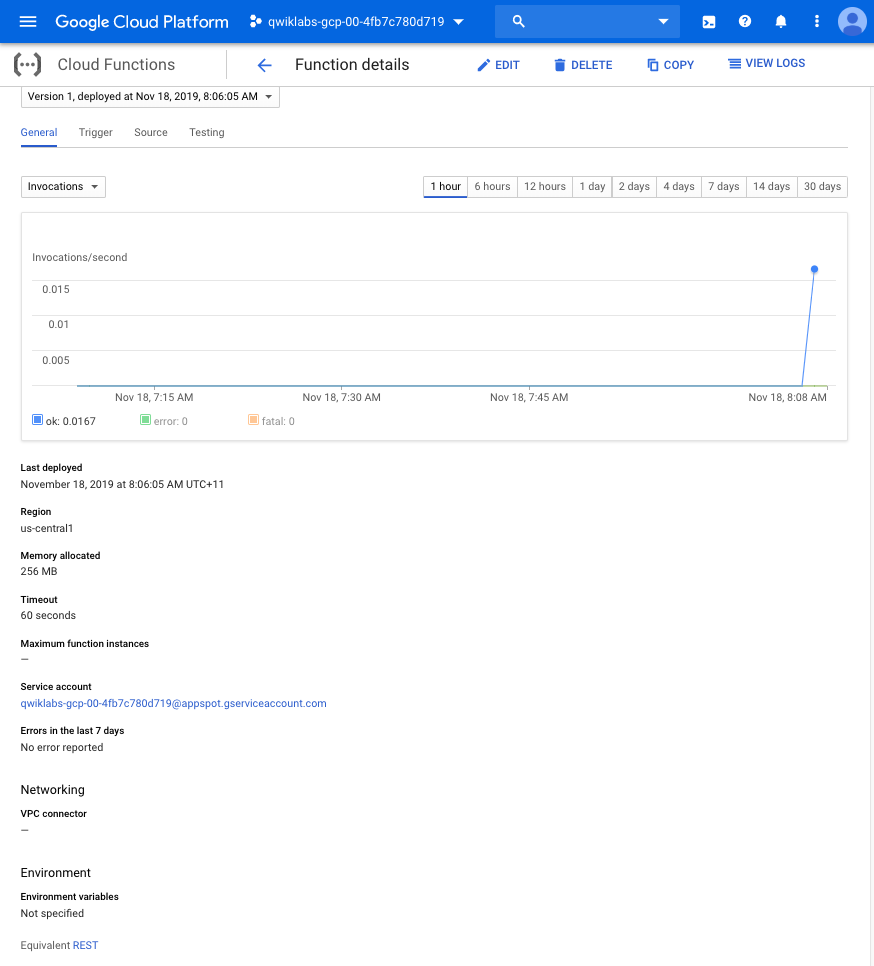 Google Cloud Platform qwiklabs-gcp-00-4fb7c780d719
Cloud Functions Function details EDIT DELETE COPY VIEW LOGS
Version 1, deployed at Nov 18, 2019, 8:06:05 AM
General Trigger Source Testing
Invocations 1 hour 6 hours 12 hours 1 day 2 days 4 days 7 days 14 days 30 days
Invocations/second
0.015
0.01
0.005
Nov 18, 7:15 AM Nov 18, 7:30 AM Nov 18, 7:45 AM Nov 18, 8:08 AM
ok: 0.0167 error: 0 fatal: 0
Last deployed
November 18, 2019 at 8:06:05 AM UTC+11
Region
us-central1
Memory allocated
256 MB
Timeout
60 seconds
Maximum function instances
—
Service account
qwiklabs-gcp-00-4fb7c780d719@appspot.gserviceaccount.com
Errors in the last 7 days
No error reported
Networking
VPC connector
—
Environment
Environment variables
Not specified
Equivalent REST